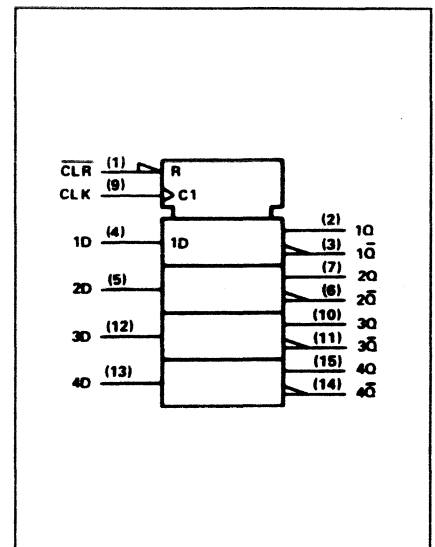 C̅L̅R̅ (1) R
CLK (9) C1
1D (4) 1D
(2) 1Q
(3) 1Q̅
2D (5)
(7) 2Q
(6) 2Q̅
3D (12)
(10) 3Q
(11) 3Q̅
4D (13)
(15) 4Q
(14) 4Q̅